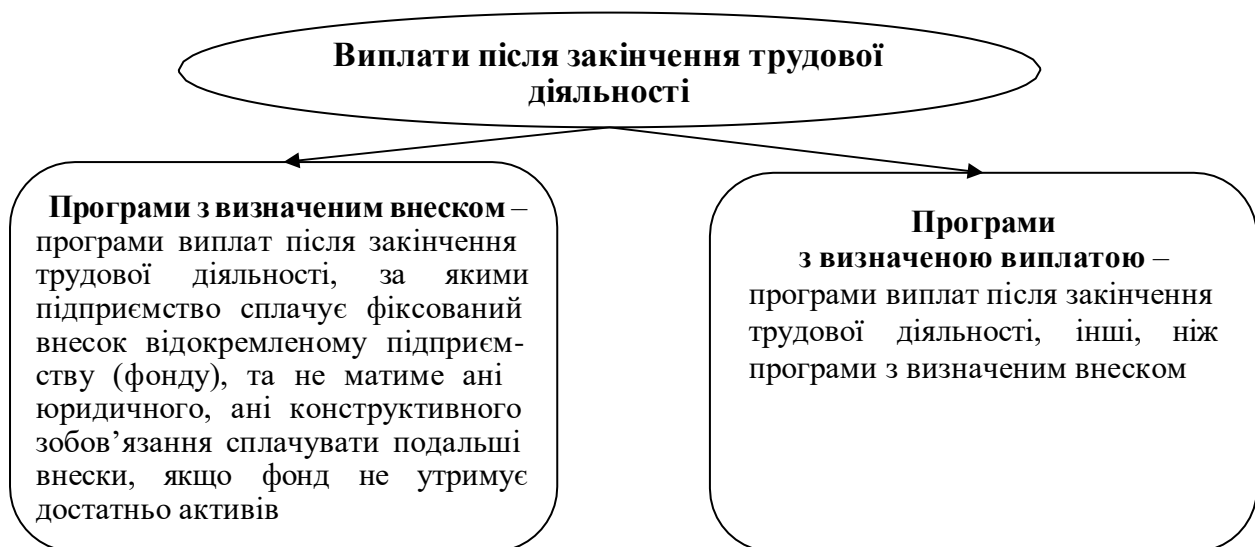 Виплати після закінчення трудової
діяльності
Програми з визначеним внеском –
програми виплат після закінчення
трудової діяльності, за якими
підприємство сплачує фіксований
внесок відокремленому підприєм-
ству (фонду), та не матиме ані
юридичного, ані конструктивного
зобов’язання сплачувати подальші
внески, якщо фонд не утримує
достатньо активів
Програми
з визначеною виплатою –
програми виплат після закінчення
трудової діяльності, інші, ніж
програми з визначеним внеском